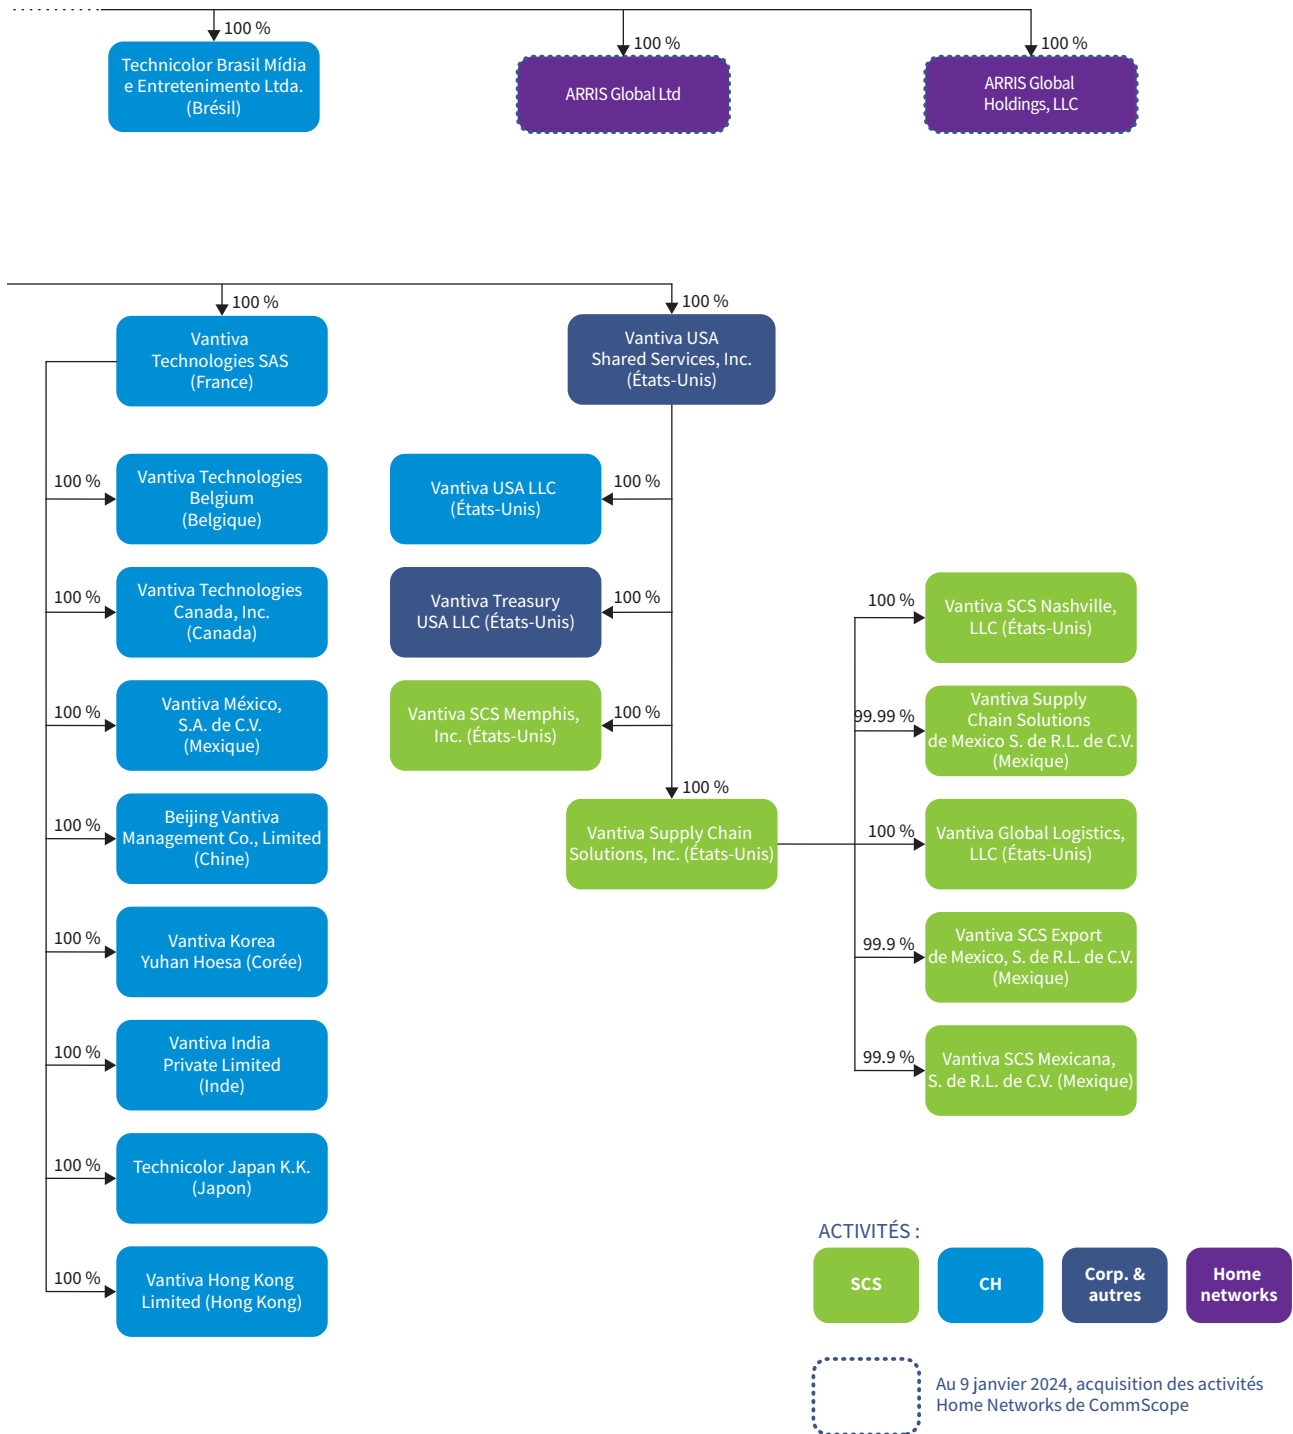 100 %
Technicolor Brasil Mídia
e Entretenimento Ltda.
(Brésil)
100 %
ARRIS Global Ltd
100 %
ARRIS Global
Holdings, LLC
100 %
Vantiva
Technologies SAS
(France)
100 %
Vantiva USA
Shared Services, Inc.
(États-Unis)
100 %
Vantiva Technologies
Belgium
(Belgique)
100 %
Vantiva Technologies
Canada, Inc.
(Canada)
100 %
Vantiva México,
S.A. de C.V.
(Mexique)
100 %
Beijing Vantiva
Management Co., Limited
(Chine)
100 %
Vantiva Korea
Yuhan Hoesa (Corée)
100 %
Vantiva India
Private Limited
(Inde)
100 %
Technicolor Japan K.K.
(Japon)
100 %
Vantiva Hong Kong
Limited (Hong Kong)
Vantiva USA LLC
(États-Unis)
100 %
Vantiva Treasury
USA LLC (États-Unis)
100 %
Vantiva SCS Memphis,
Inc. (États-Unis)
100 %
100 %
Vantiva Supply Chain
Solutions, Inc. (États-Unis)
100 %
Vantiva SCS Nashville,
LLC (États-Unis)
99.99 %
Vantiva Supply
Chain Solutions
de Mexico S. de R.L. de C.V.
(Mexique)
100 %
Vantiva Global Logistics,
LLC (États-Unis)
99.9 %
Vantiva SCS Export
de Mexico, S. de R.L. de C.V.
(Mexique)
99.9 %
Vantiva SCS Mexicana,
S. de R.L. de C.V. (Mexique)
ACTIVITÉS :
SCS
CH
Corp. &
autres
Home
networks
Au 9 janvier 2024, acquisition des activités
Home Networks de CommScope